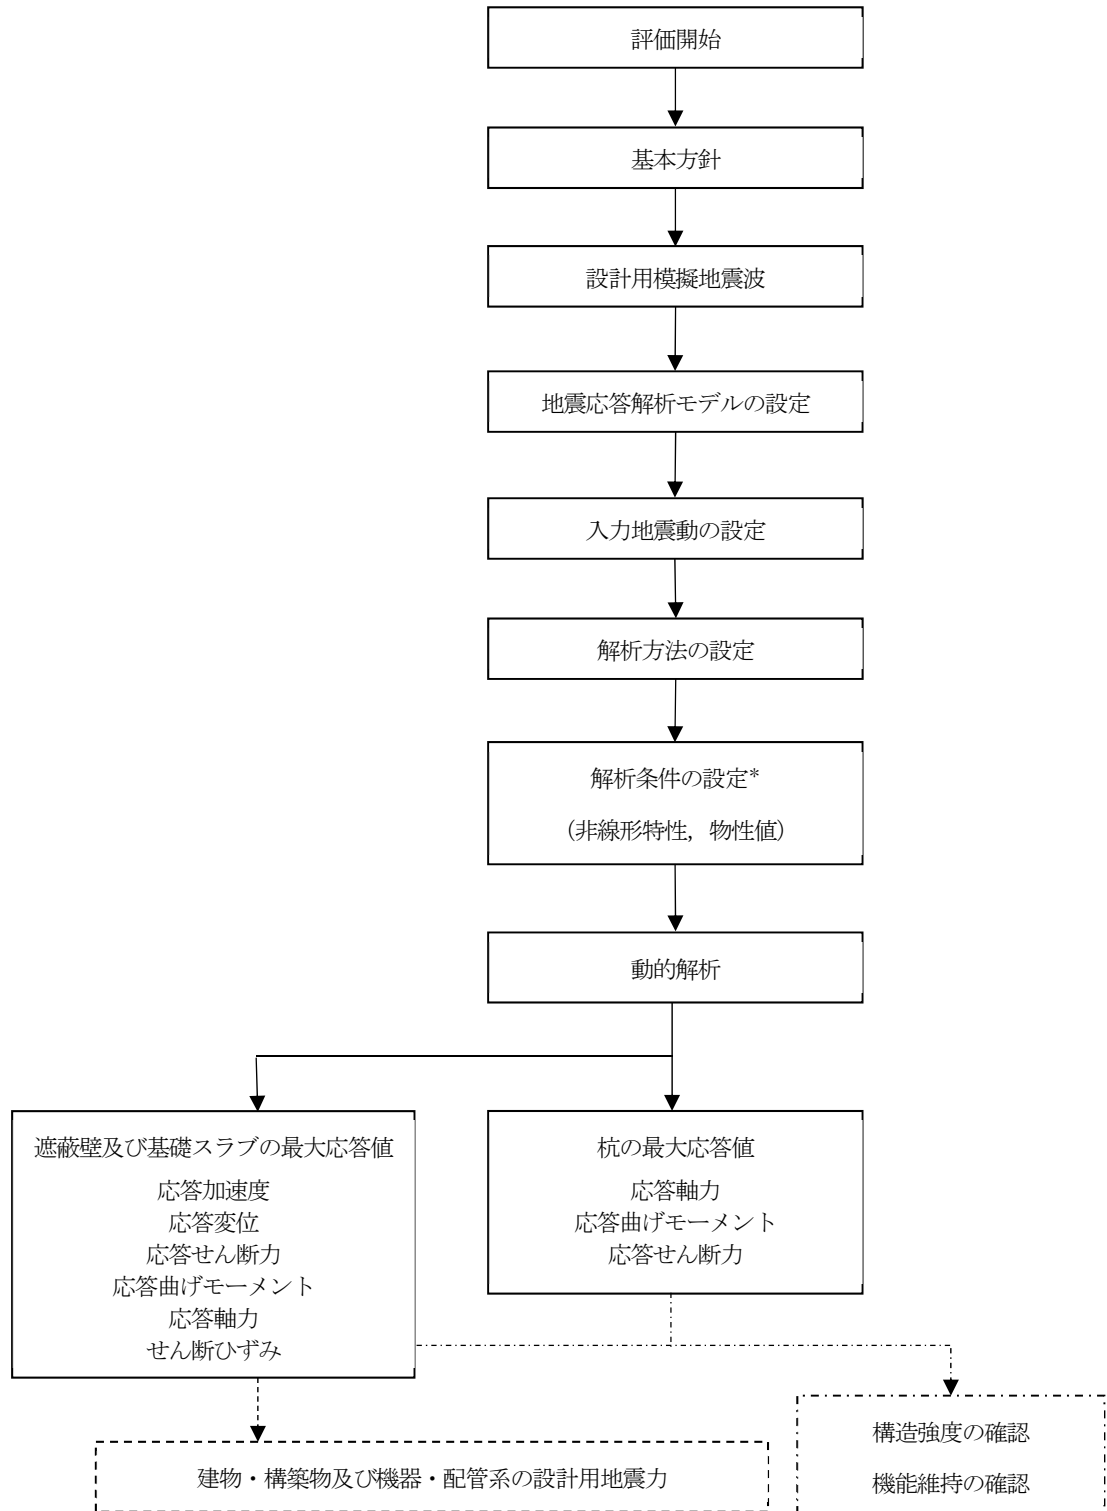 評価開始
基本方針
設計用模擬地震波
地震応答解析モデルの設定
入力地震動の設定
解析方法の設定
解析条件の設定*
(非線形特性，物性値)
動的解析
遮蔽壁及び基礎スラブの最大応答値
応答加速度
応答変位
応答せん断力
応答曲げモーメント
応答軸力
せん断ひずみ
杭の最大応答値
応答軸力
応答曲げモーメント
応答せん断力
建物・構築物及び機器・配管系の設計用地震力
構造強度の確認
機能維持の確認